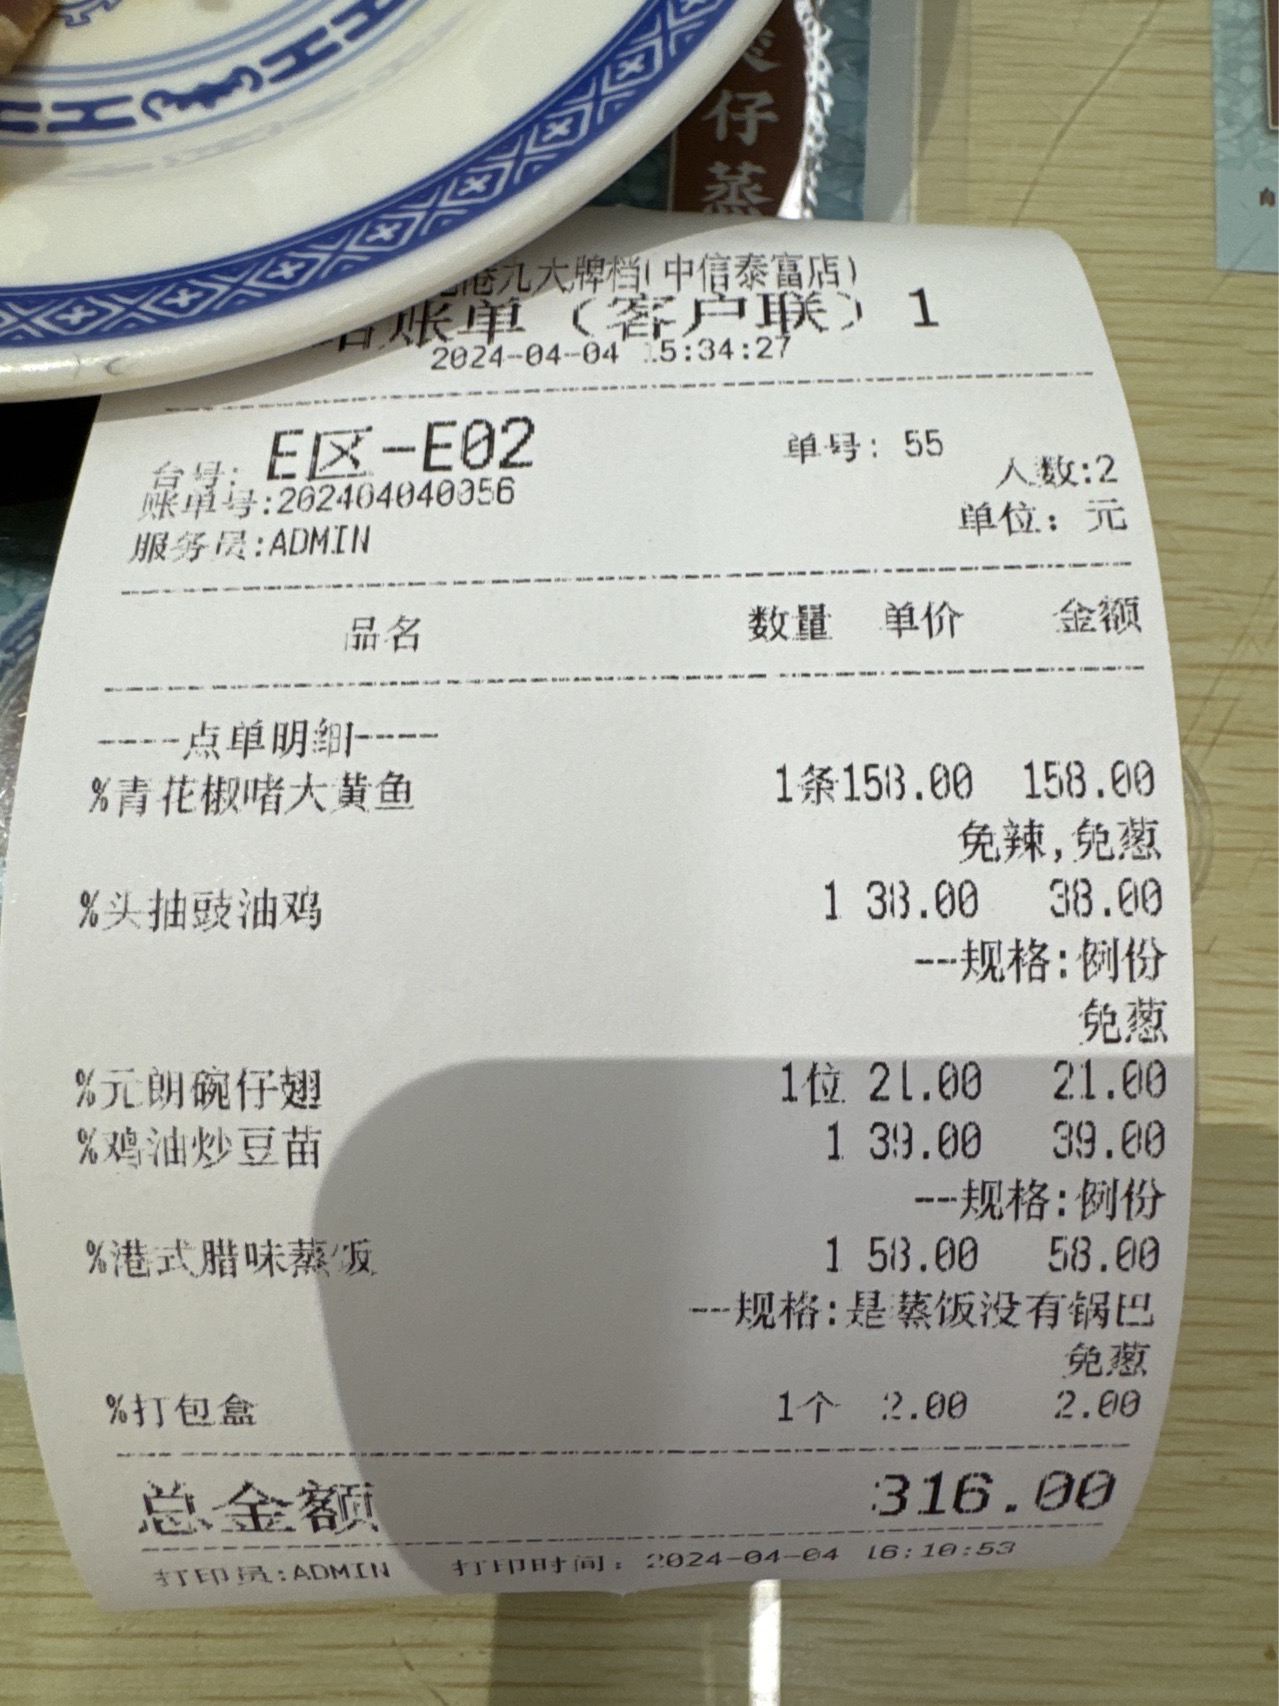 仔蒸
港九大牌档(中信泰富店)
账单（客户联）1
2024-04-04 15:34:27
台号: E区-E02 单号: 55
人数:2
账单号:202404040056
单位: 元
服务员:ADMIN
品名 数量 单价 金额
----点单明细----
%青花椒啫大黄鱼 1条158.00 158.00
免辣,免葱
%头抽豉油鸡 1 38.00 38.00
--规格:例份
免葱
%元朗碗仔翅 1位 21.00 21.00
%鸡油炒豆苗 1 39.00 39.00
--规格:例份
%港式腊味蒸饭 1 58.00 58.00
--规格:是蒸饭没有锅巴
免葱
%打包盒 1个 2.00 2.00
总金额 316.00
打印员:ADMIN 打印时间: 2024-04-04 16:10:53